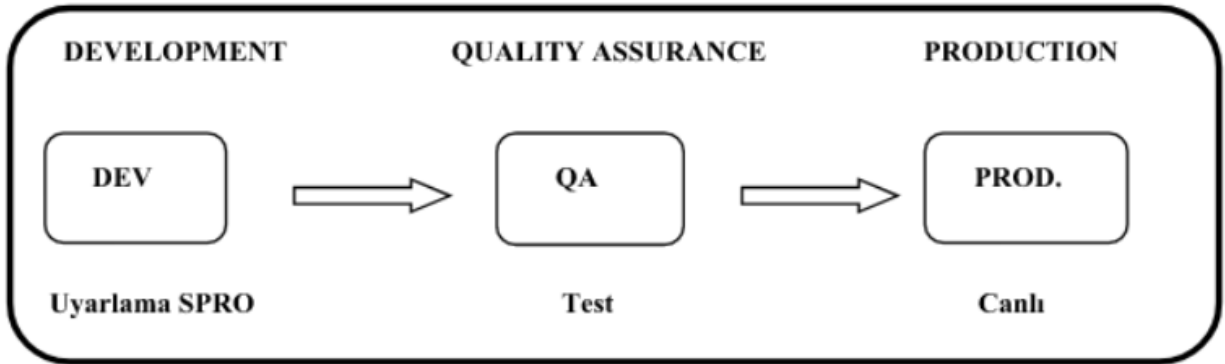 DEVELOPMENT QUALITY ASSURANCE PRODUCTION
DEV QA PROD.
Uyarlama SPRO Test Canlı